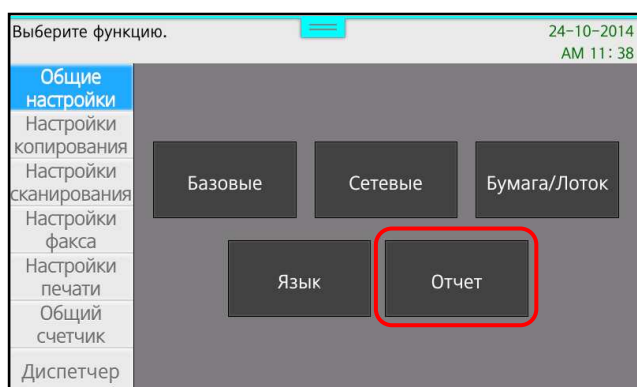 Выберите функцию.
24-10-2014
AM 11: 38
Общие
настройки
Настройки
копирования
Настройки
сканирования
Настройки
факса
Настройки
печати
Общий
счетчик
Диспетчер
Базовые
Сетевые
Бумага/Лоток
Язык
Отчет